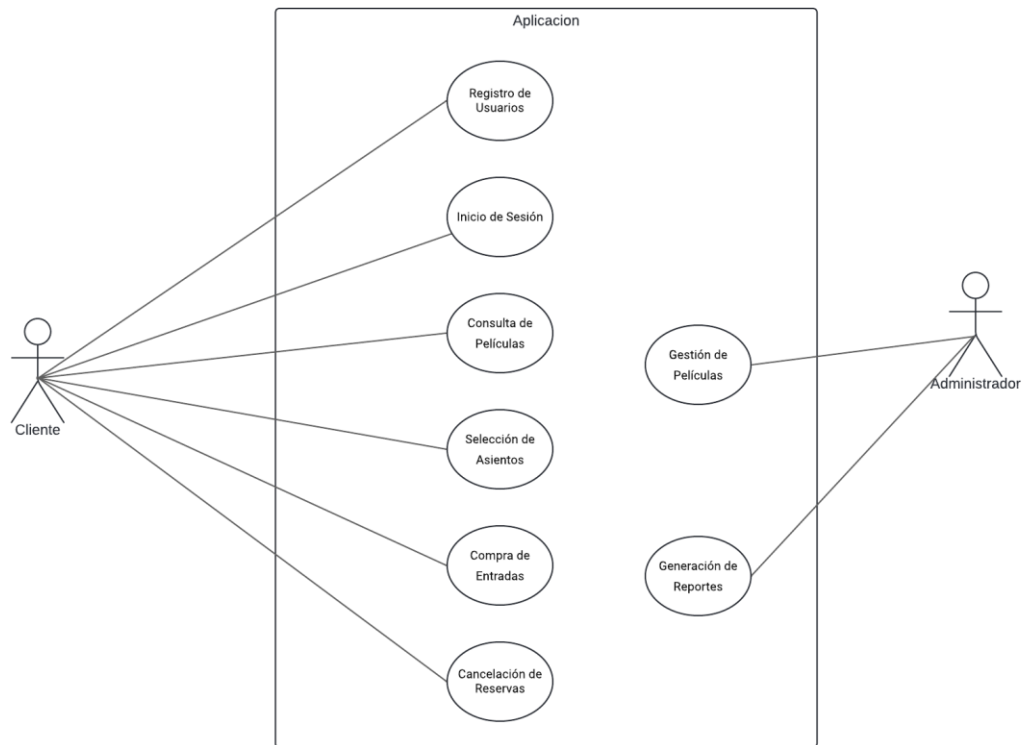 Aplicacion
Registro de
Usuarios
Inicio de Sesión
Consulta de
Películas
Selección de
Asientos
Compra de
Entradas
Cancelación de
Reservas
Gestión de
Películas
Generación de
Reportes
Cliente
Administrador